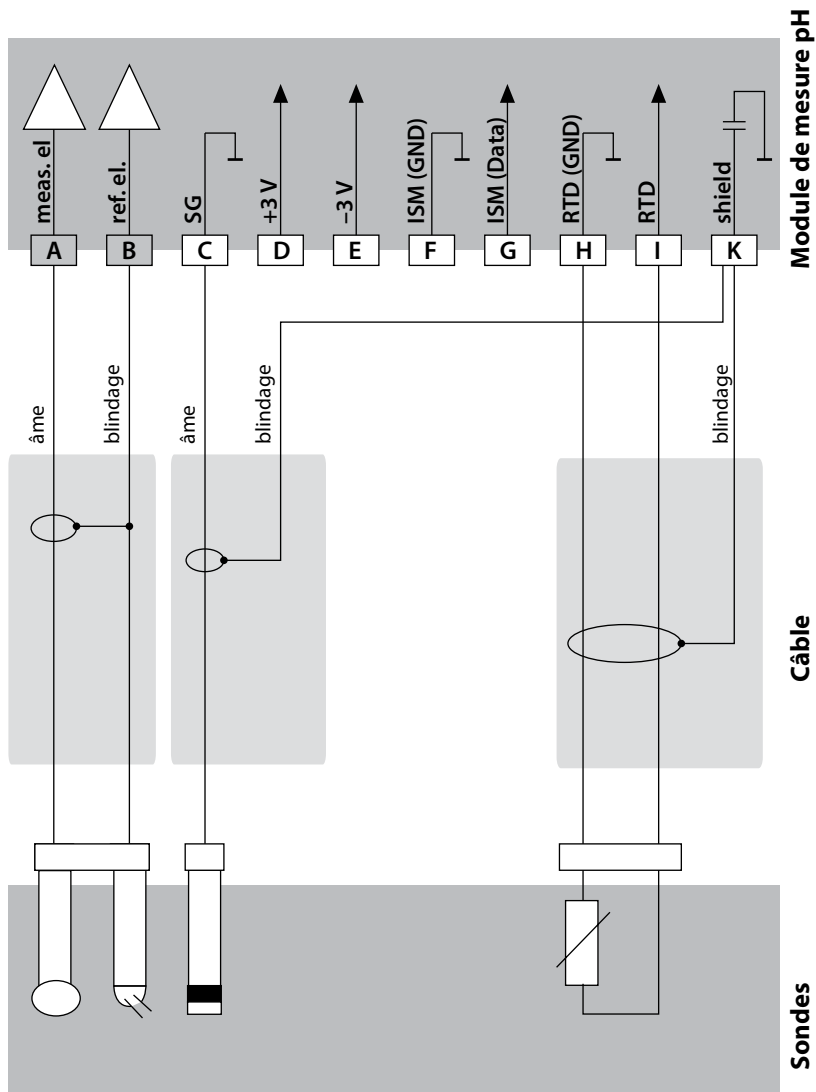 Module de mesure pH
meas. el
ref. el.
SG
+3 V
–3 V
ISM (GND)
ISM (Data)
RTD (GND)
RTD
shield
A
B
C
D
E
F
G
H
I
K
âme
blindage
âme
blindage
blindage
Câble
Sondes